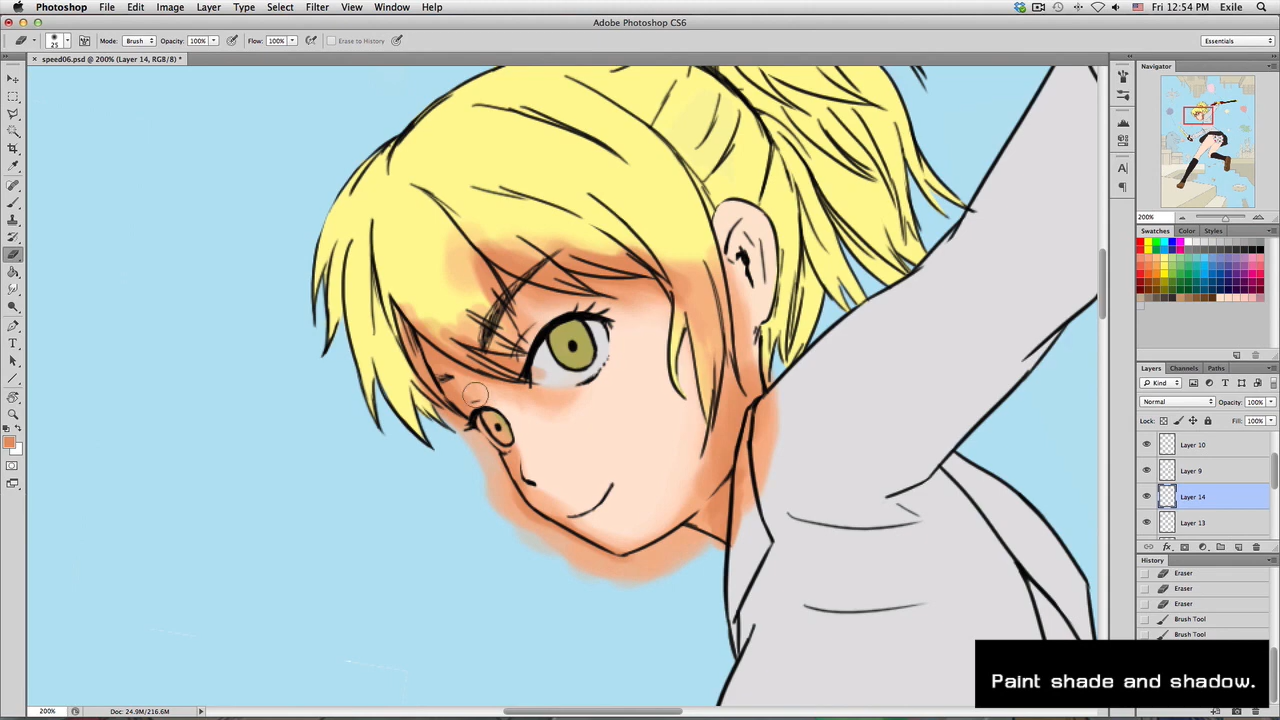 Photoshop File Edit Image Layer Type Select Filter View Window Help
Fri 12:54 PM Exile
Adobe Photoshop CS6
25 Mode: Brush Opacity: 100% Flow: 100% Erase to History Essentials
speed06.psd @ 200% (Layer 14, RGB/8) *
Navigator
200%
Swatches Color Styles
Layers Channels Paths
Kind
Normal Opacity: 100%
Lock: Fill: 100%
Layer 10
Layer 9
Layer 14
Layer 13
History
Eraser
Eraser
Eraser
Brush Tool
Brush Tool
Paint shade and shadow.
200% Doc: 24.9M/216.6M